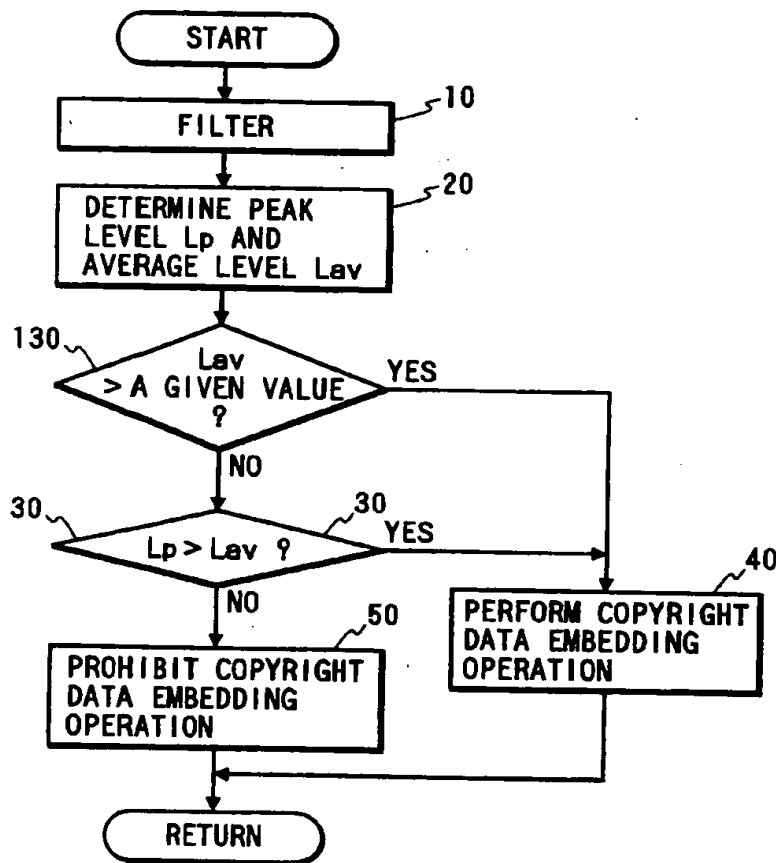 START
10
FILTER
20
DETERMINE PEAK
LEVEL Lp AND
AVERAGE LEVEL Lav
130
Lav
> A GIVEN VALUE
?
YES
NO
30
30
Lp > Lav ?
YES
NO
40
PERFORM COPYRIGHT
DATA EMBEDDING
OPERATION
50
PROHIBIT COPYRIGHT
DATA EMBEDDING
OPERATION
RETURN